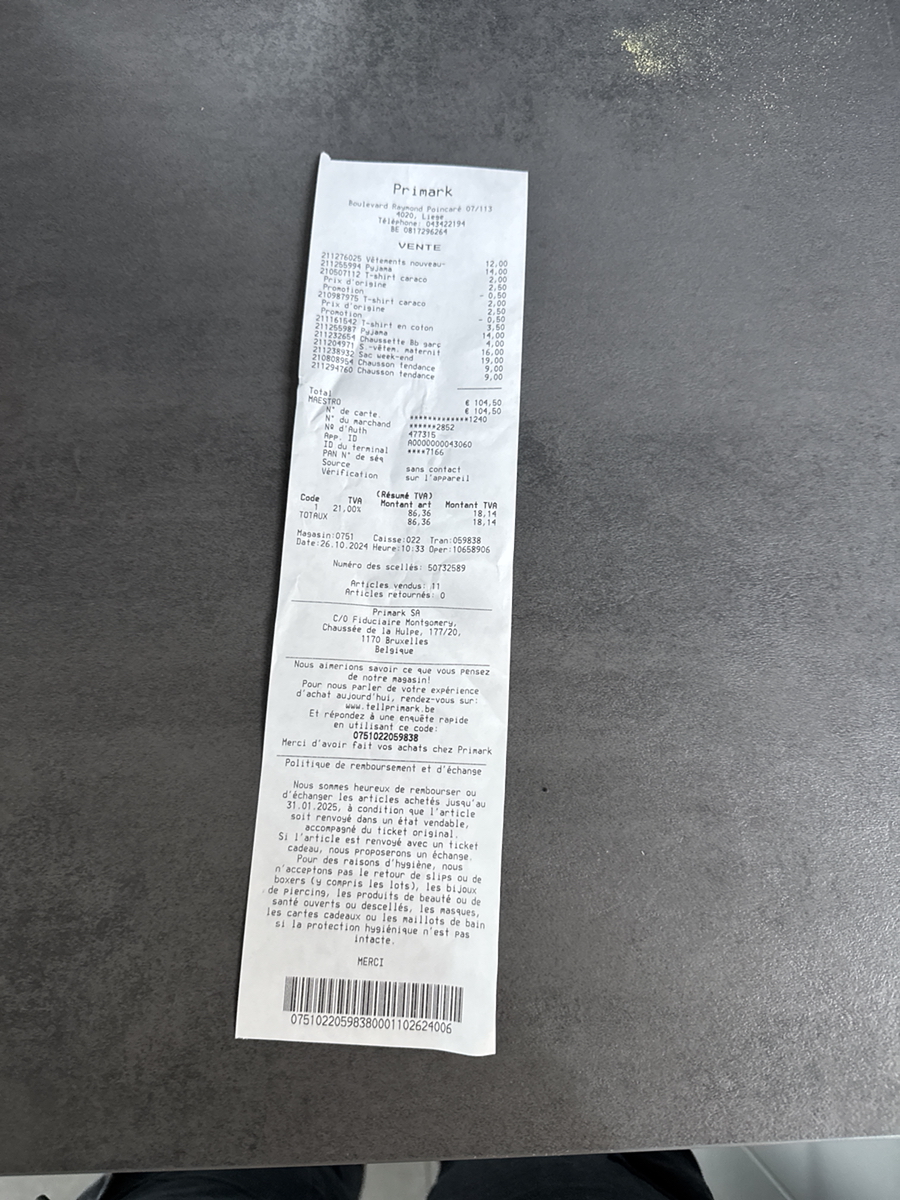 Primark
Boulevard Raymond Poincaré 07/113
4020, Liege
Téléphone: 043422194
BE 0817296264
VENTE
211276025 Vêtements nouveau- 12,00
211255994 Pyjama 14,00
210507112 T-shirt caraco 2,00
Prix d'origine 2,50
Promotion - 0,50
210987975 T-shirt caraco 2,00
Prix d'origine 2,50
Promotion - 0,50
211161542 T-shirt en coton 3,50
211255987 Pyjama 14,00
211232654 Chaussette Bb garc 4,00
211204971 S.-vêtem. maternit 16,00
211238932 Sac week-end 19,00
210808954 Chausson tendance 9,00
211294760 Chausson tendance 9,00
Total € 104,50
MAESTRO € 104,50
N° de carte. ************1240
N° du marchand ******2852
Nº d'Auth 477315
App. ID A0000000043060
ID du terminal ****7166
PAN N° de séq
Source sans contact
Vérification sur l'appareil
(Résumé TVA)
Code TVA Montant art Montant TVA
1 21,00% 86,36 18,14
TOTAUX 86,36 18,14
Magasin:0751 Caisse:022 Tran:059838
Date:26.10.2024 Heure:10:33 Oper:10658906
Numéro des scellés: 50732589
Articles vendus: 11
Articles retournés: 0
Primark SA
C/O Fiduciaire Montgomery,
Chaussée de la Hulpe, 177/20,
1170 Bruxelles
Belgique
Nous aimerions savoir ce que vous pensez
de notre magasin!
Pour nous parler de votre expérience
d'achat aujourd'hui, rendez-vous sur:
www.tellprimark.be
Et répondez à une enquête rapide
en utilisant ce code:
0751022059838
Merci d'avoir fait vos achats chez Primark
Politique de remboursement et d'échange
Nous sommes heureux de rembourser ou
d'échanger les articles achetés jusqu'au
31.01.2025, à condition que l'article
soit renvoyé dans un état vendable,
accompagné du ticket original.
Si l'article est renvoyé avec un ticket
cadeau, nous proposerons un échange.
Pour des raisons d'hygiène, nous
n'acceptons pas le retour de slips ou de
boxers (y compris les lots), les bijoux
de piercing, les produits de beauté ou de
santé ouverts ou descellés, les masques,
les cartes cadeaux ou les maillots de bain
si la protection hygiénique n'est pas
intacte.
MERCI
07510220598380001102624006